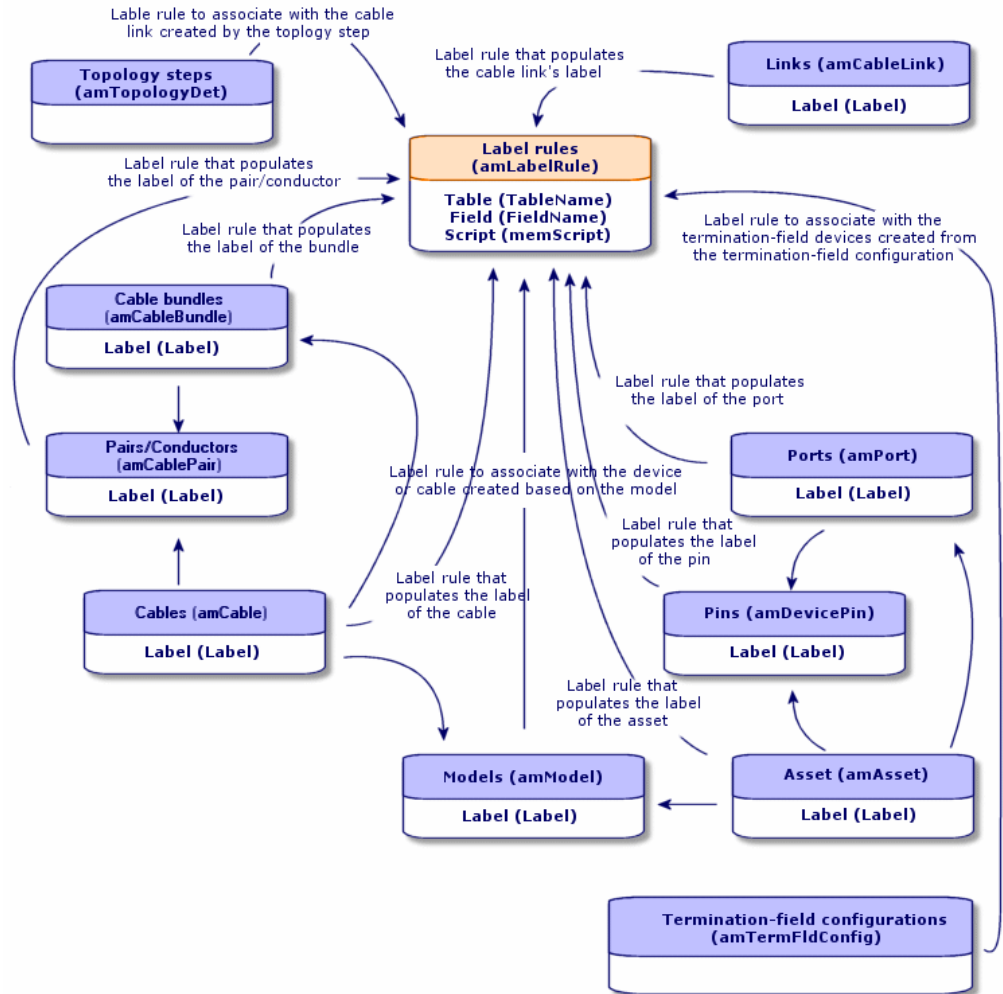 Lable rule to associate with the cable
link created by the toplogy step
Topology steps
(amTopologyDet)
Label rule that populates
the cable link's label
Links (amCableLink)
Label (Label)
Label rules
(amLabelRule)
Table (TableName)
Field (FieldName)
Script (memScript)
Label rule that populates
the label of the pair/conductor
Label rule that populates
the label of the bundle
Label rule to associate with the
termination-field devices created from
the termination-field configuration
Cable bundles
(amCableBundle)
Label (Label)
Label rule that populates
the label of the port
Pairs/Conductors
(amCablePair)
Label (Label)
Ports (amPort)
Label (Label)
Label rule to associate with the device
or cable created based on the model
Label rule that
populates the label
of the pin
Label rule that
populates the label
of the cable
Cables (amCable)
Label (Label)
Pins (amDevicePin)
Label (Label)
Label rule that
populates the label
of the asset
Models (amModel)
Label (Label)
Asset (amAsset)
Label (Label)
Termination-field configurations
(amTermFldConfig)